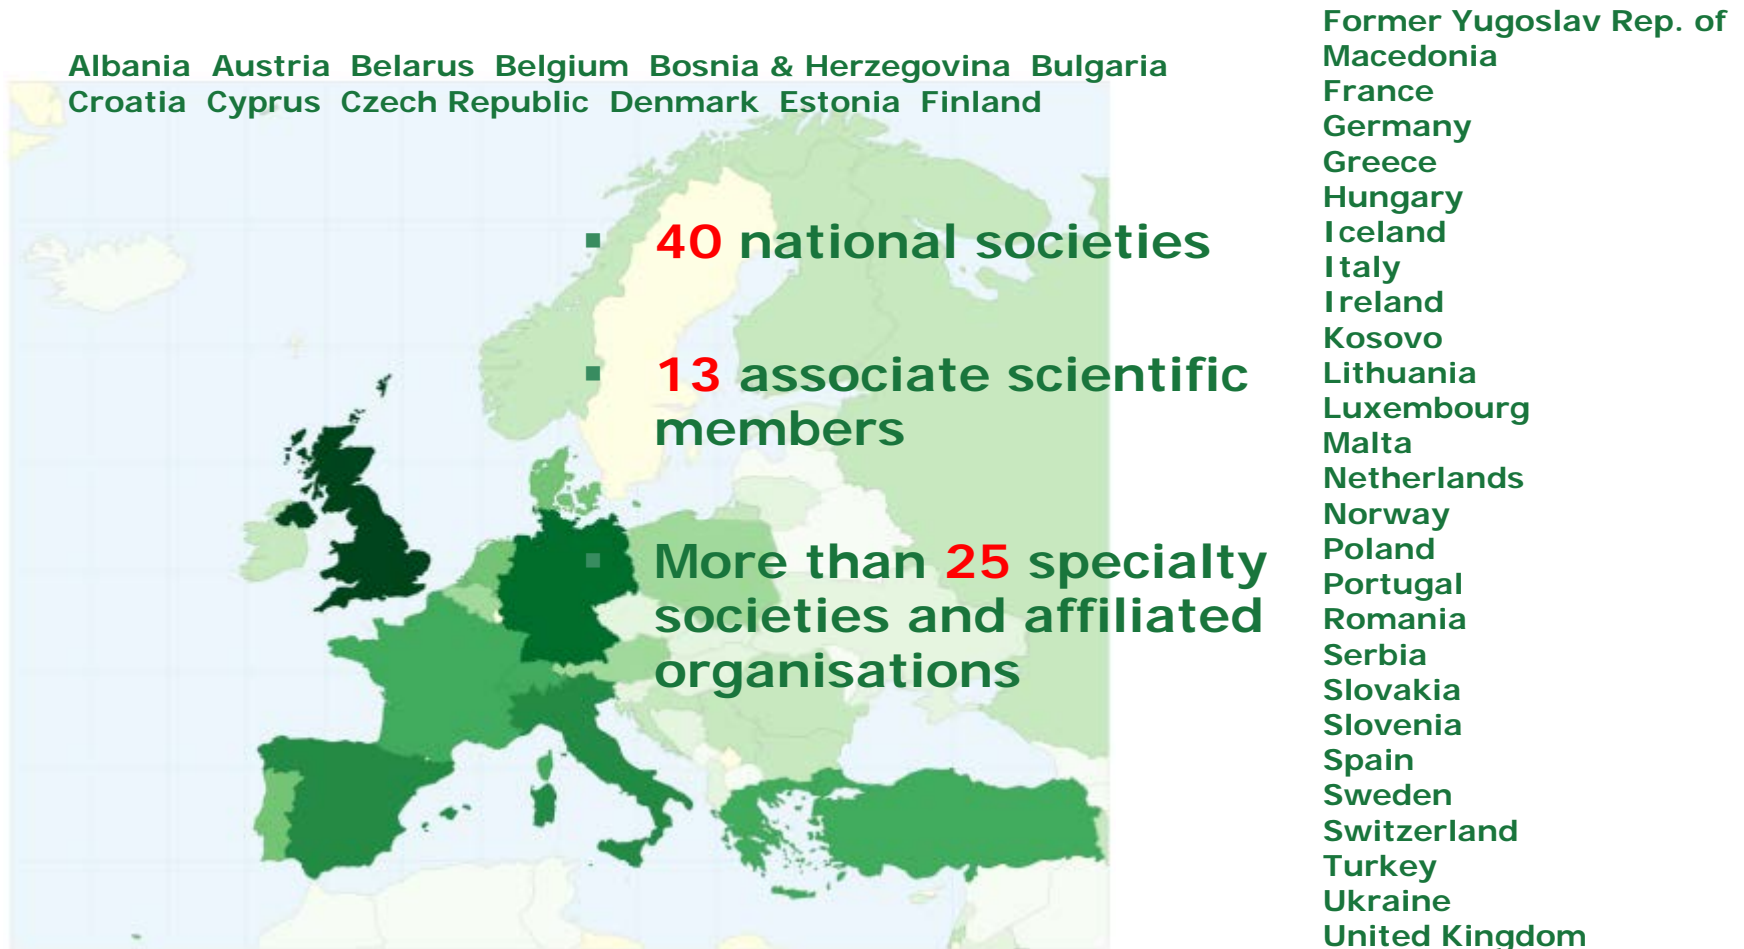 Albania Austria Belarus Belgium Bosnia & Herzegovina Bulgaria
Croatia Cyprus Czech Republic Denmark Estonia Finland
▪ 40 national societies
▪ 13 associate scientific
members
▪ More than 25 specialty
societies and affiliated
organisations
Former Yugoslav Rep. of
Macedonia
France
Germany
Greece
Hungary
Iceland
Italy
Ireland
Kosovo
Lithuania
Luxembourg
Malta
Netherlands
Norway
Poland
Portugal
Romania
Serbia
Slovakia
Slovenia
Spain
Sweden
Switzerland
Turkey
Ukraine
United Kingdom